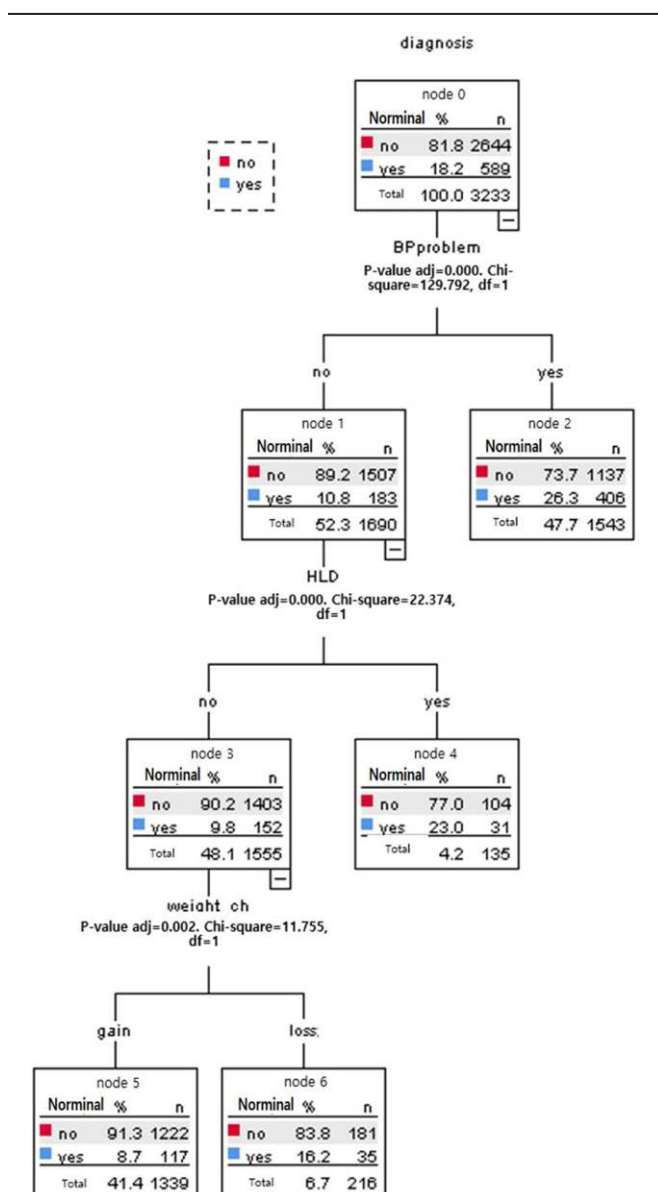 diagnosis
node 0
Norminal % n
no 81.8 2644
yes 18.2 589
Total 100.0 3233
no
yes
BPproblem
P-value adj=0.000. Chi-
square=129.792, df=1
no
yes
node 1
Norminal % n
no 89.2 1507
yes 10.8 183
Total 52.3 1690
node 2
Norminal % n
no 73.7 1137
yes 26.3 406
Total 47.7 1543
HLD
P-value adj=0.000. Chi-square=22.374,
df=1
no
yes
node 3
Norminal % n
no 90.2 1403
yes 9.8 152
Total 48.1 1555
node 4
Norminal % n
no 77.0 104
yes 23.0 31
Total 4.2 135
weight ch
P-value adj=0.002. Chi-square=11.755,
df=1
gain
loss;
node 5
Norminal % n
no 91.3 1222
yes 8.7 117
Total 41.4 1339
node 6
Norminal % n
no 83.8 181
yes 16.2 35
Total 6.7 216